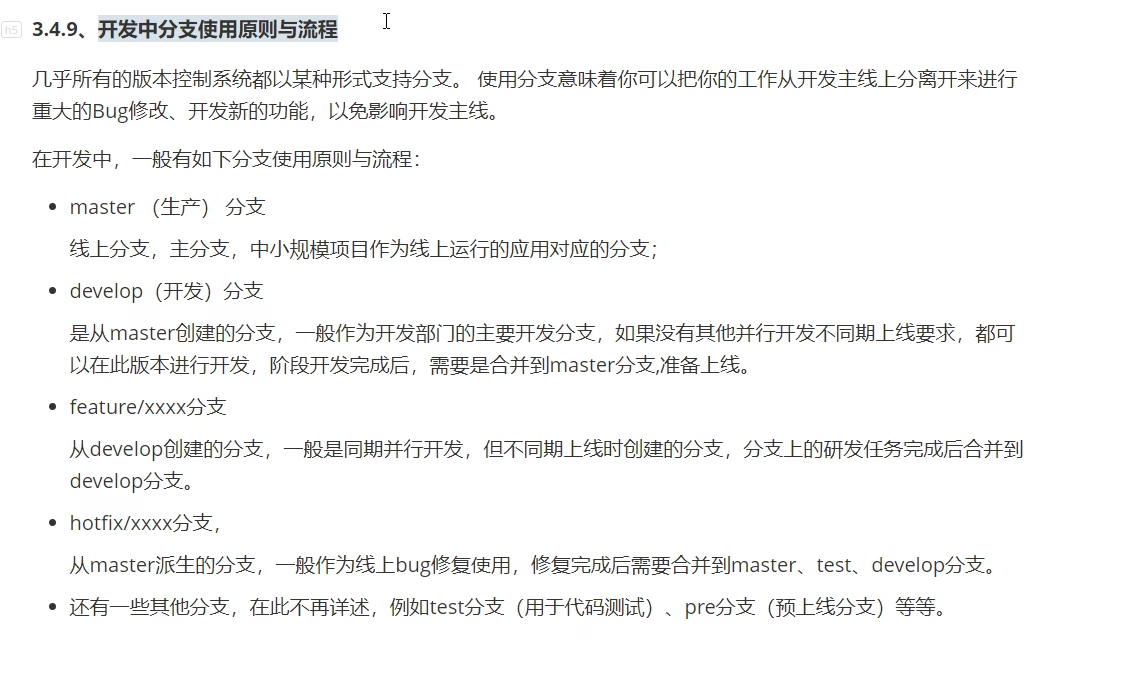 h5
3.4.9、开发中分支使用原则与流程
几乎所有的版本控制系统都以某种形式支持分支。 使用分支意味着你可以把你的工作从开发主线上分离开来进行
重大的Bug修改、开发新的功能，以免影响开发主线。
在开发中，一般有如下分支使用原则与流程：
• master （生产） 分支
线上分支，主分支，中小规模项目作为线上运行的应用对应的分支；
• develop（开发）分支
是从master创建的分支，一般作为开发部门的主要开发分支，如果没有其他并行开发不同期上线要求，都可
以在此版本进行开发，阶段开发完成后，需要是合并到master分支,准备上线。
• feature/xxxx分支
从develop创建的分支，一般是同期并行开发，但不同期上线时创建的分支，分支上的研发任务完成后合并到
develop分支。
• hotfix/xxxx分支，
从master派生的分支，一般作为线上bug修复使用，修复完成后需要合并到master、test、develop分支。
• 还有一些其他分支，在此不再详述，例如test分支（用于代码测试）、pre分支（预上线分支）等等。